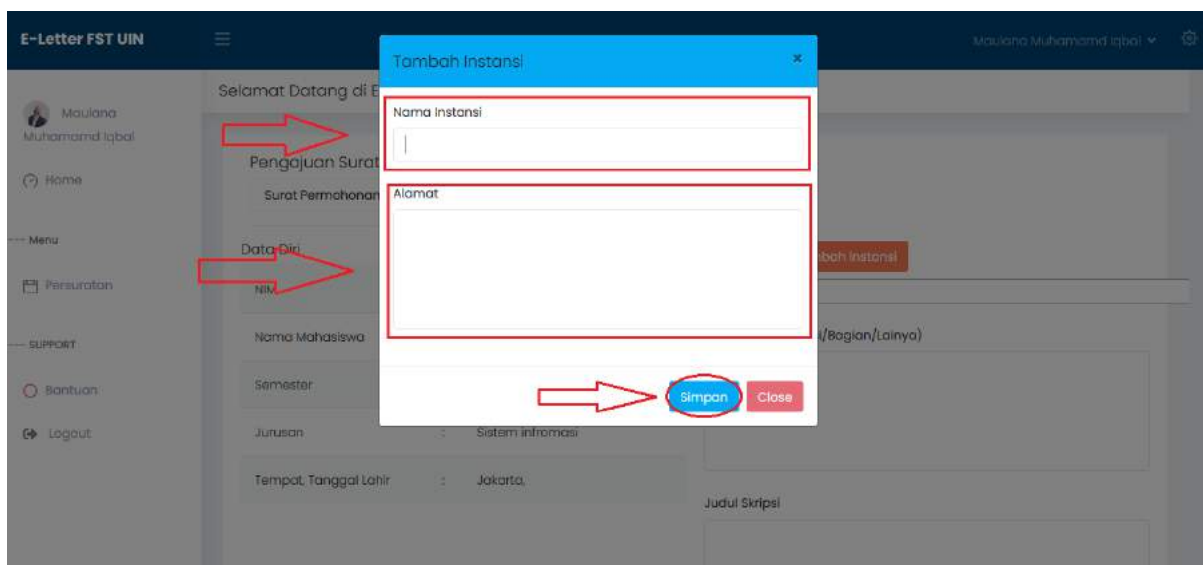 E-Letter FST UIN
Maulana Muhamamd Iqbal
Maulana
Muhamamd Iqbal
Home
Menu
Persuratan
SUPPORT
Bantuan
Logout
Selamat Datang di E
Pengajuan Surat
Surat Permohonan
Data Diri
NIM
Nama Mahasiswa
Semester
Jurusan : Sistem infromasi
Tempat, Tanggal Lahir : Jakarta,
Tambah Instansi
×
Nama Instansi
Alamat
Simpan
Close
mbah Instansi
i/Bagian/Lainya)
Judul Skripsi